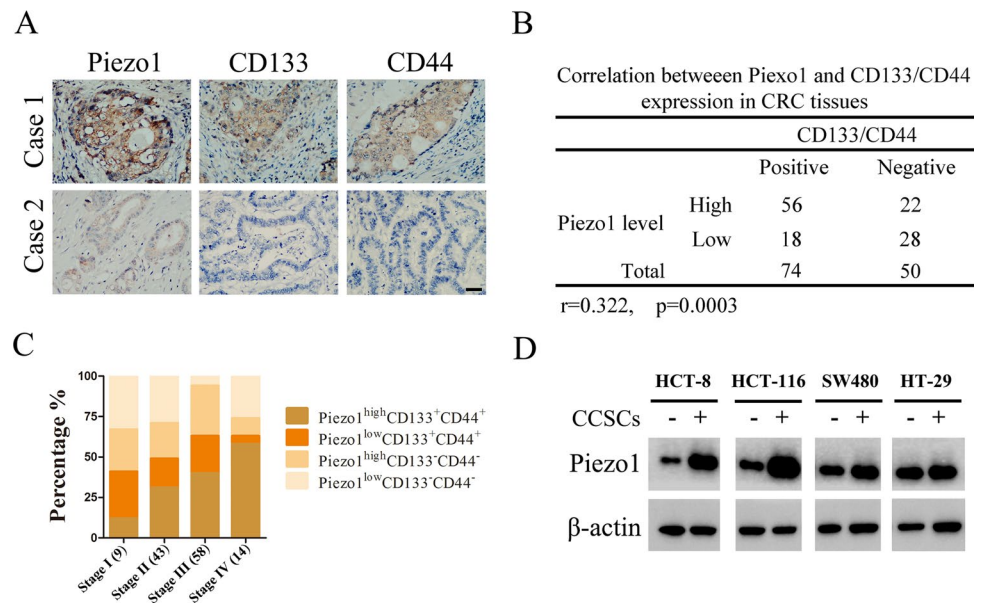 A
Piezo1 CD133 CD44
Case 1
Case 2
B
Correlation betweeen Piexo1 and CD133/CD44
expression in CRC tissues
CD133/CD44
Positive Negative
Piezo1 level
High 56 22
Low 18 28
Total 74 50
r=0.322, p=0.0003
C
Percentage %
100
75
50
25
0
Stage I (9)
Stage II (43)
Stage III (58)
Stage IV (14)
Piezo1highCD133+CD44+
Piezo1lowCD133+CD44+
Piezo1highCD133-CD44-
Piezo1lowCD133-CD44-
D
HCT-8 HCT-116 SW480 HT-29
CCSCs - + - + - + - +
Piezo1
β-actin